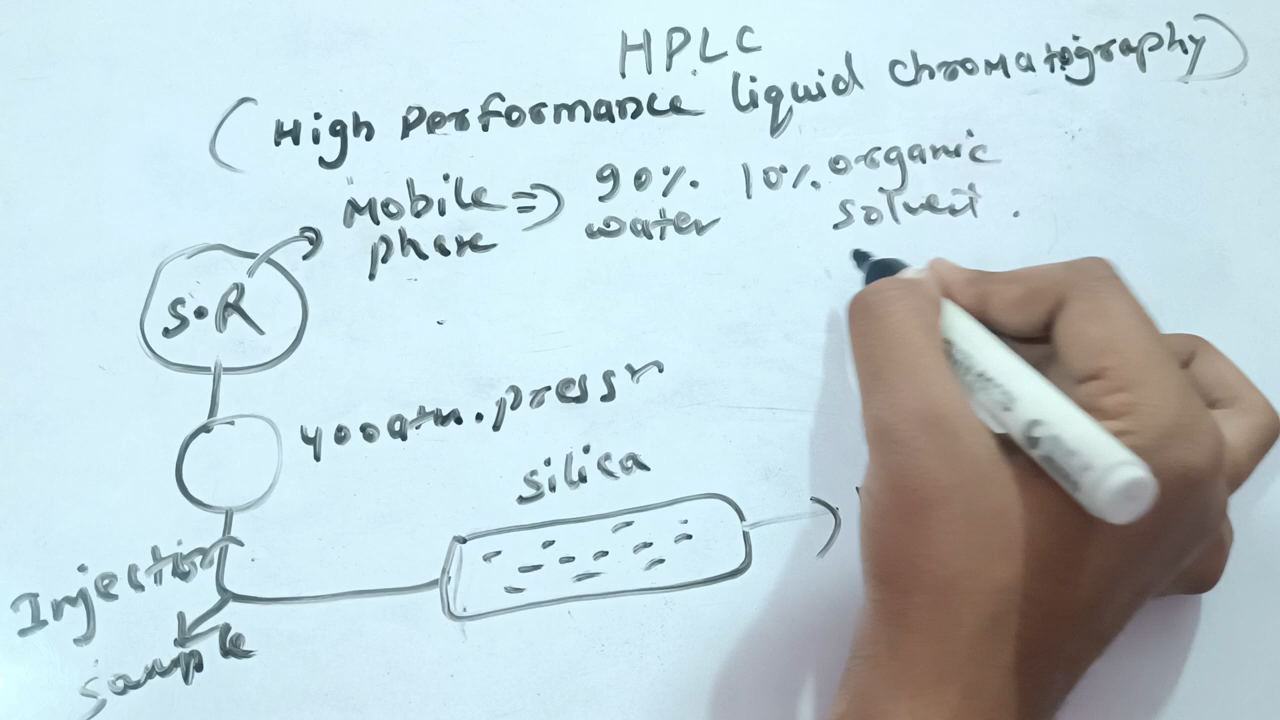 HPLC
(High Performance liquid chromatography)
Mobile phase => 90% water 10% organic solvent.
S.R
400atm.pressr
silica
Injection
sample